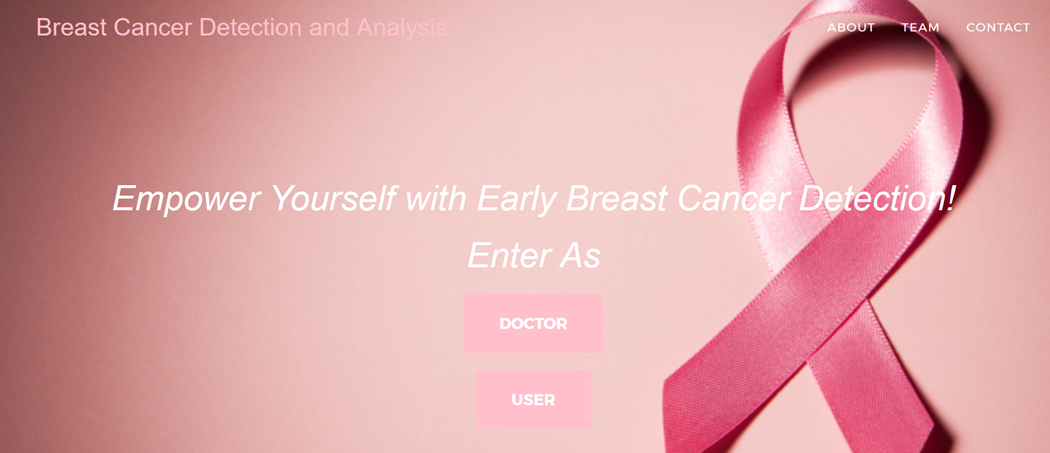 Breast Cancer Detection and Analysis
ABOUT TEAM CONTACT
Empower Yourself with Early Breast Cancer Detection!
Enter As
DOCTOR
USER